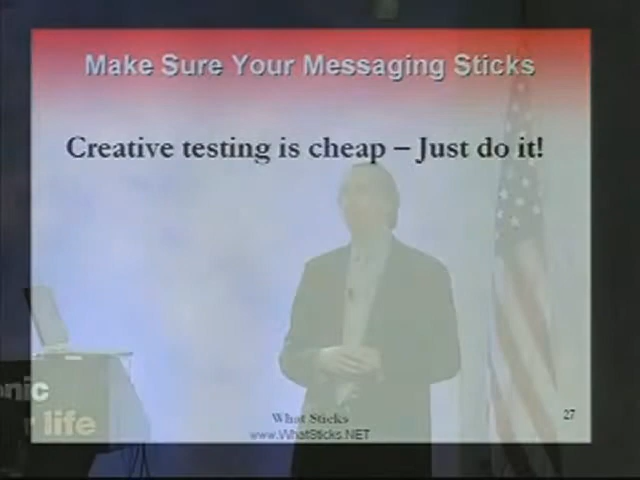 Make Sure Your Messaging Sticks
Creative testing is cheap – Just do it!
onic
r life
What Sticks
www.WhatSticks.NET
27